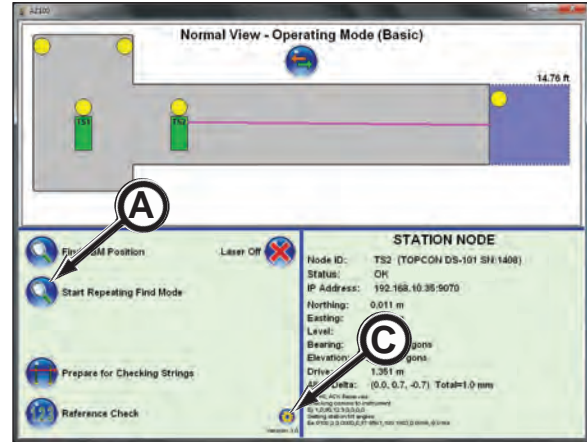 AZ100
Normal View - Operating Mode (Basic)
14.76 ft
TS1
TS2
A
Position
Laser Off
Start Repeating Find Mode
Prepare for Checking Strings
Reference Check
C
STATION NODE
Node ID: TS2 (TOPCON DS-101 SN:1408)
Status: OK
IP Address: 192.168.10.35:9070
Northing: 0.011 m
Easting:
Level:
Bearing: gons
Elevation: gons
Drive: 1.351 m
Delta: (0.0, 0.7, -0.7) Total=1.0 mm